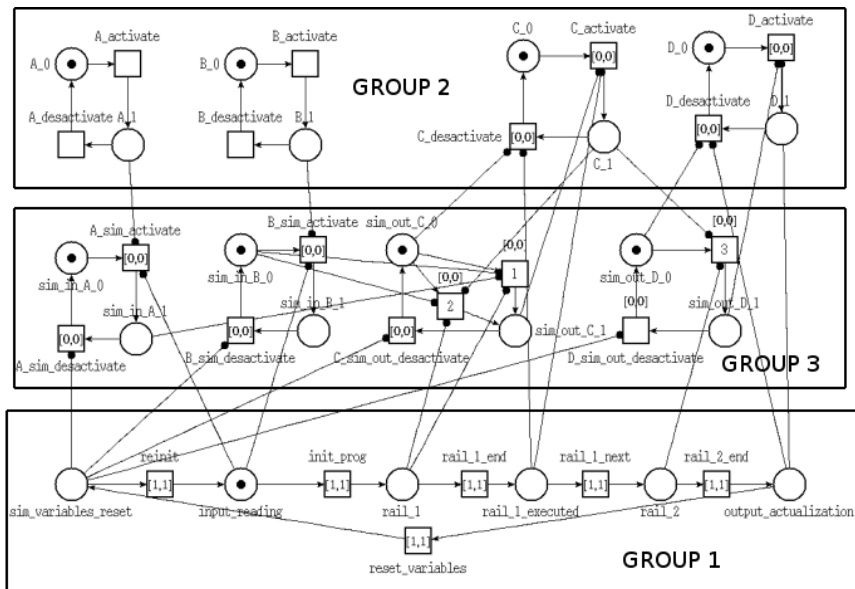 A_activate
B_activate
C_0
C_activate
D_activate
A_0
B_0
D_0
[0,0]
[0,0]
GROUP 2
A_desactivate
A_1
B_desactivate
B_1
D_desactivate
D_1
C_desactivate
[0,0]
[0,0]
C_1
A_sim_activate
B_sim_activate
sim_out_C_0
[0,0]
[0,0]
[0,0]
[0,0]
3
sim_in_A_0
sim_in_B_0
[0,0]
1
sim_out_D_0
sim_in_A_1
sim_in_B_1
2
[0,0]
sim_out_D_1
[0,0]
[0,0]
[0,0]
sim_out_C_1
A_sim_desactivate
B_sim_desactivate
C_sim_out_desactivate
D_sim_out_desactivate
GROUP 3
reinit
init_prog
rail_1_end
rail_1_next
rail_2_end
[1,1]
[1,1]
[1,1]
[1,1]
[1,1]
sim_variables_reset
input_reading
rail_1
rail_1_executed
rail_2
output_actualization
[1,1]
reset_variables
GROUP 1